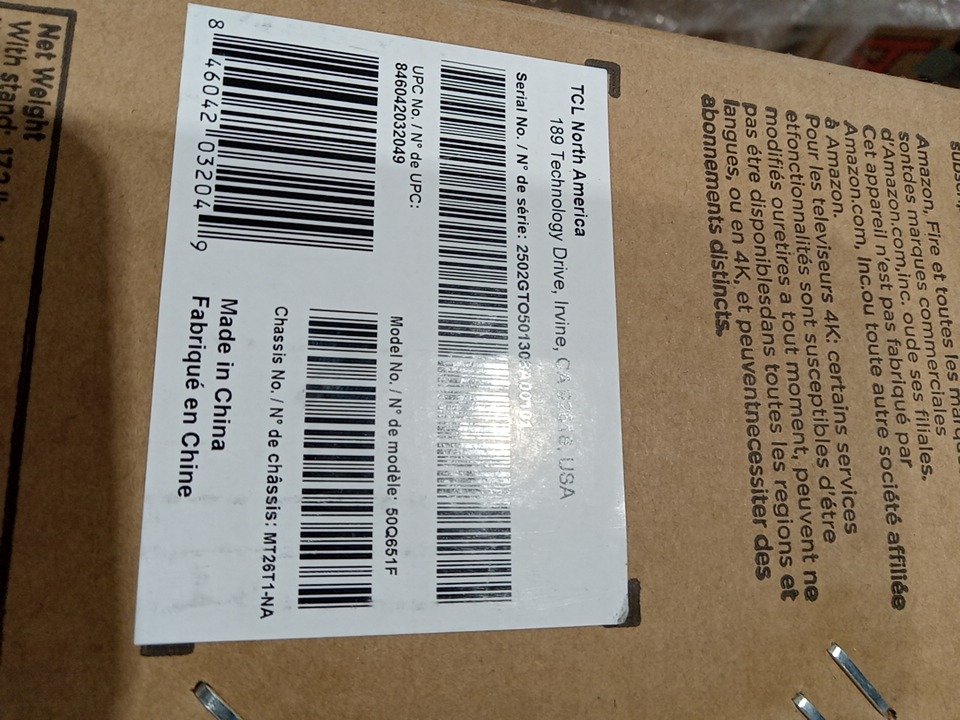 Amazon, Fire et toutes les
sontdes marques commerciales
d'Amazon.com,Inc. oude ses filiales.
Cet appareil n'est pas fabriqué par
Amazon.com, Inc.ou toute autre société affiliée
à Amazon.
Pour les televiseurs 4K: certains services
etfonctionnalités sont susceptibles d'être
modifiés ouretires a tout moment, peuvent ne
pas être disponiblesdans toutes les regions et
langues, ou en 4K, et peuventnecessiter des
abonnements distincts.
TCL North America
189 Technology Drive, Irvine, CA USA
Serial No. / N° de série:
UPC No. / N° de UPC:
846042032049
Model No. / N° de modèle: 50Q651F
8 46042 03204 9
Chassis No. / N° de châssis: MT26T1-NA
Made in China
Fabriqué en Chine
Net Weight
With stand: